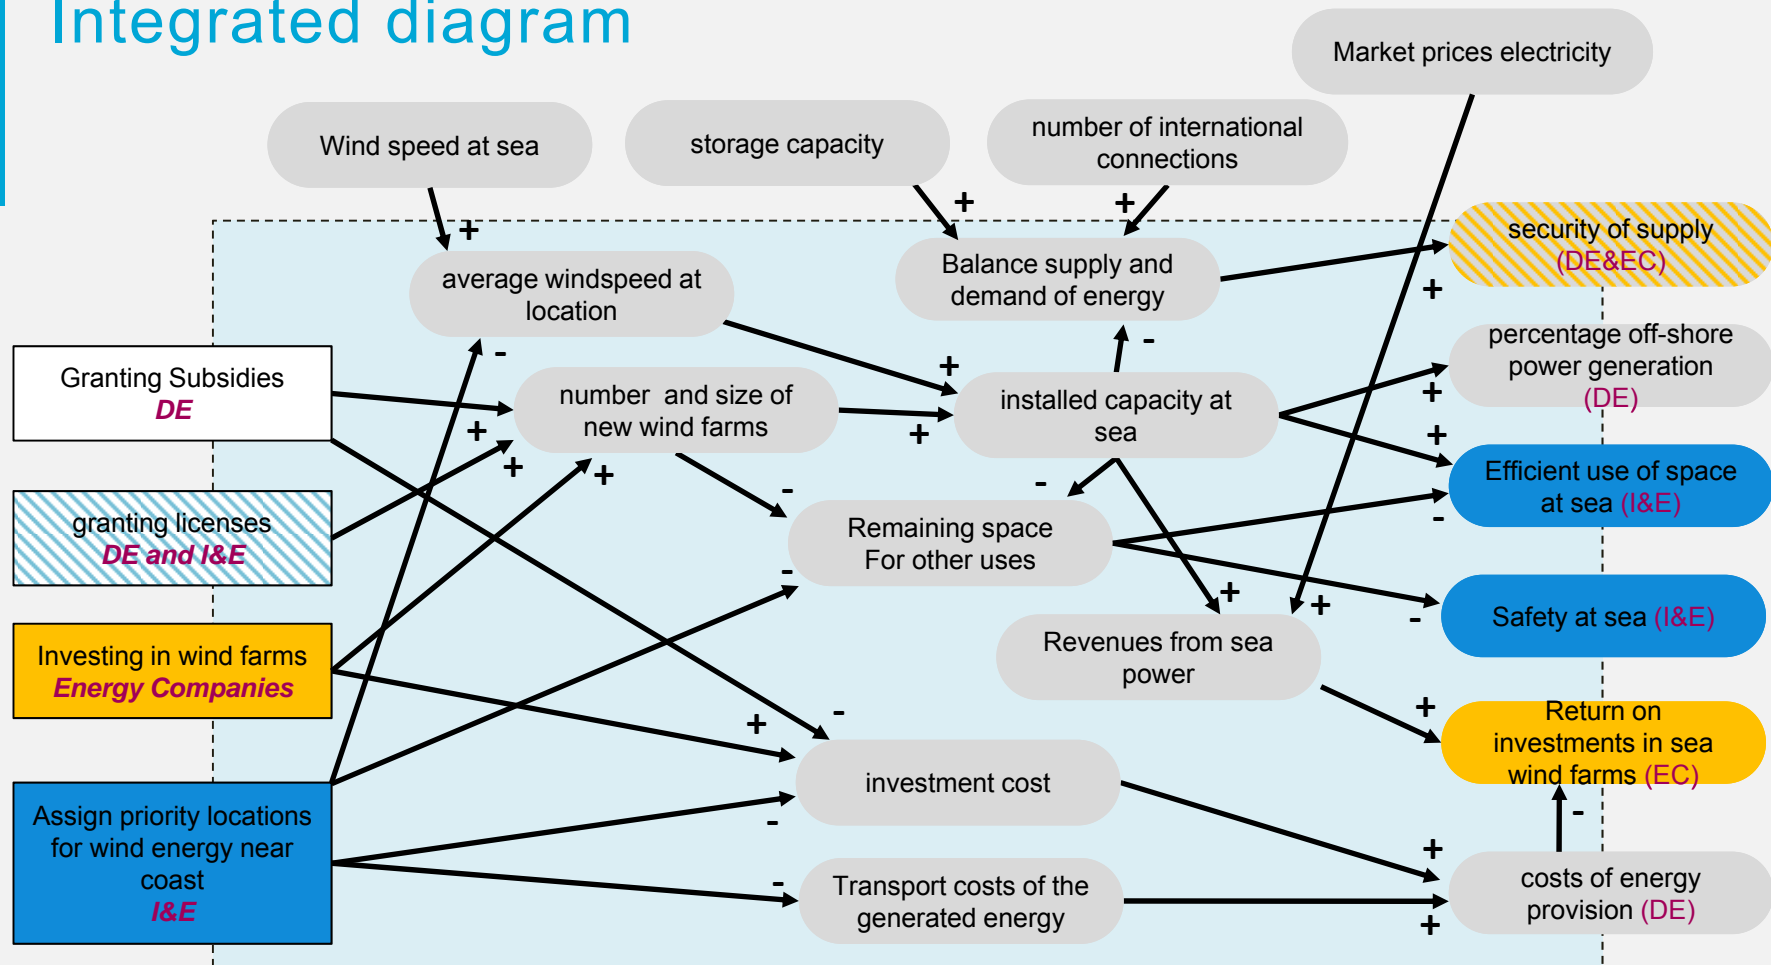 Integrated diagram
Market prices electricity
Wind speed at sea
storage capacity
number of international
connections
+
+
+
average windspeed at
location
Balance supply and
demand of energy
security of supply
(DE&EC)
+
-
-
Granting Subsidies
DE
number and size of
new wind farms
+
installed capacity at
sea
percentage off-shore
power generation
(DE)
+
+
+
+
+
+
granting licenses
DE and I&E
-
-
Remaining space
For other uses
Efficient use of space
at sea (I&E)
-
-
+
+
-
Safety at sea (I&E)
Investing in wind farms
Energy Companies
Revenues from sea
power
+
-
+
Return on
investments in sea
wind farms (EC)
investment cost
-
-
Assign priority locations
for wind energy near
coast
I&E
-
Transport costs of the
generated energy
+
+
costs of energy
provision (DE)